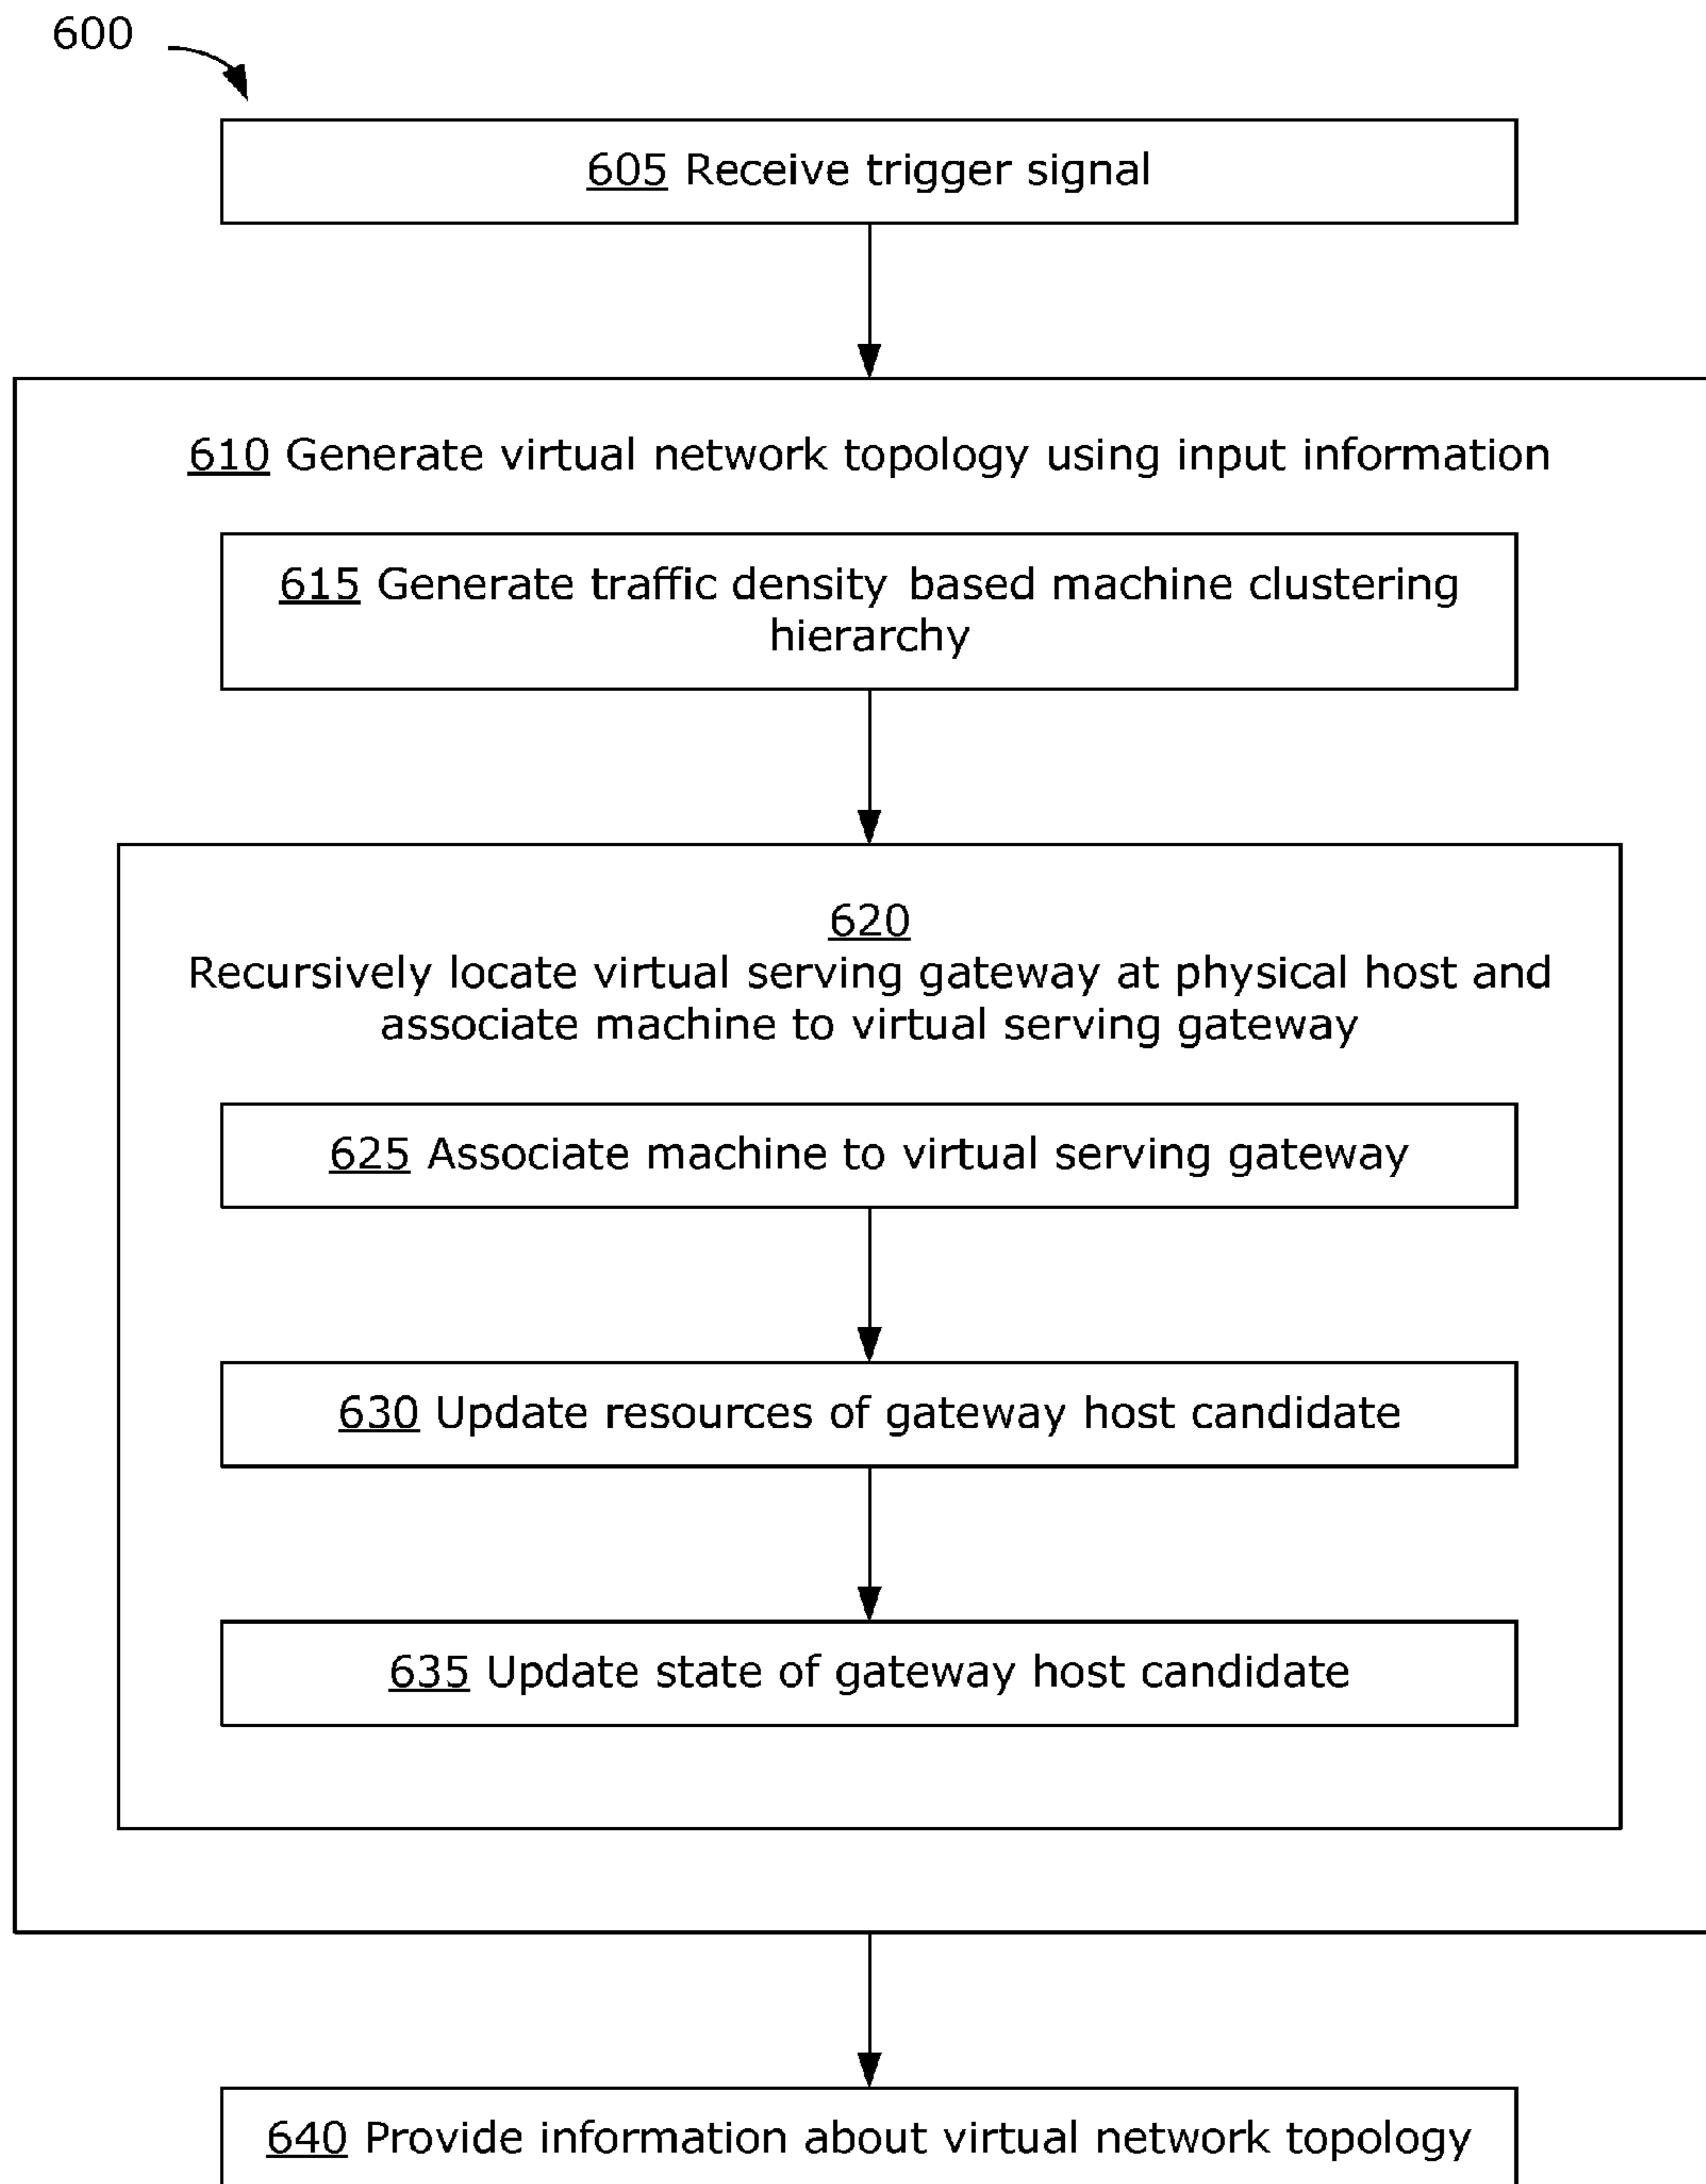 600
605 Receive trigger signal
610 Generate virtual network topology using input information
615 Generate traffic density based machine clustering
hierarchy
620
Recursively locate virtual serving gateway at physical host and
associate machine to virtual serving gateway
625 Associate machine to virtual serving gateway
630 Update resources of gateway host candidate
635 Update state of gateway host candidate
640 Provide information about virtual network topology